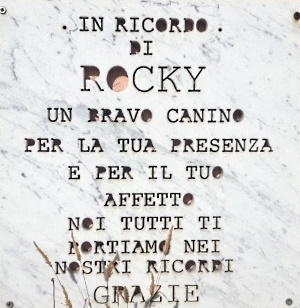 IN RICORDO
DI
ROCKY
UN BRAVO CANINO
PER LA TUA PRESENZA
E PER IL TUO
AFFETTO
NOI TUTTI TI
PORTIAMO NEI
NOSTRI RICORDI
GRAZIE